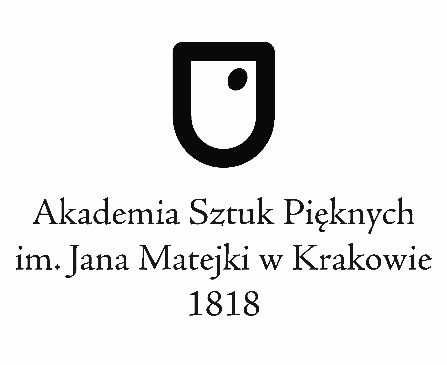 Akademia Sztuk Pięknych
im. Jana Matejki w Krakowie
1818